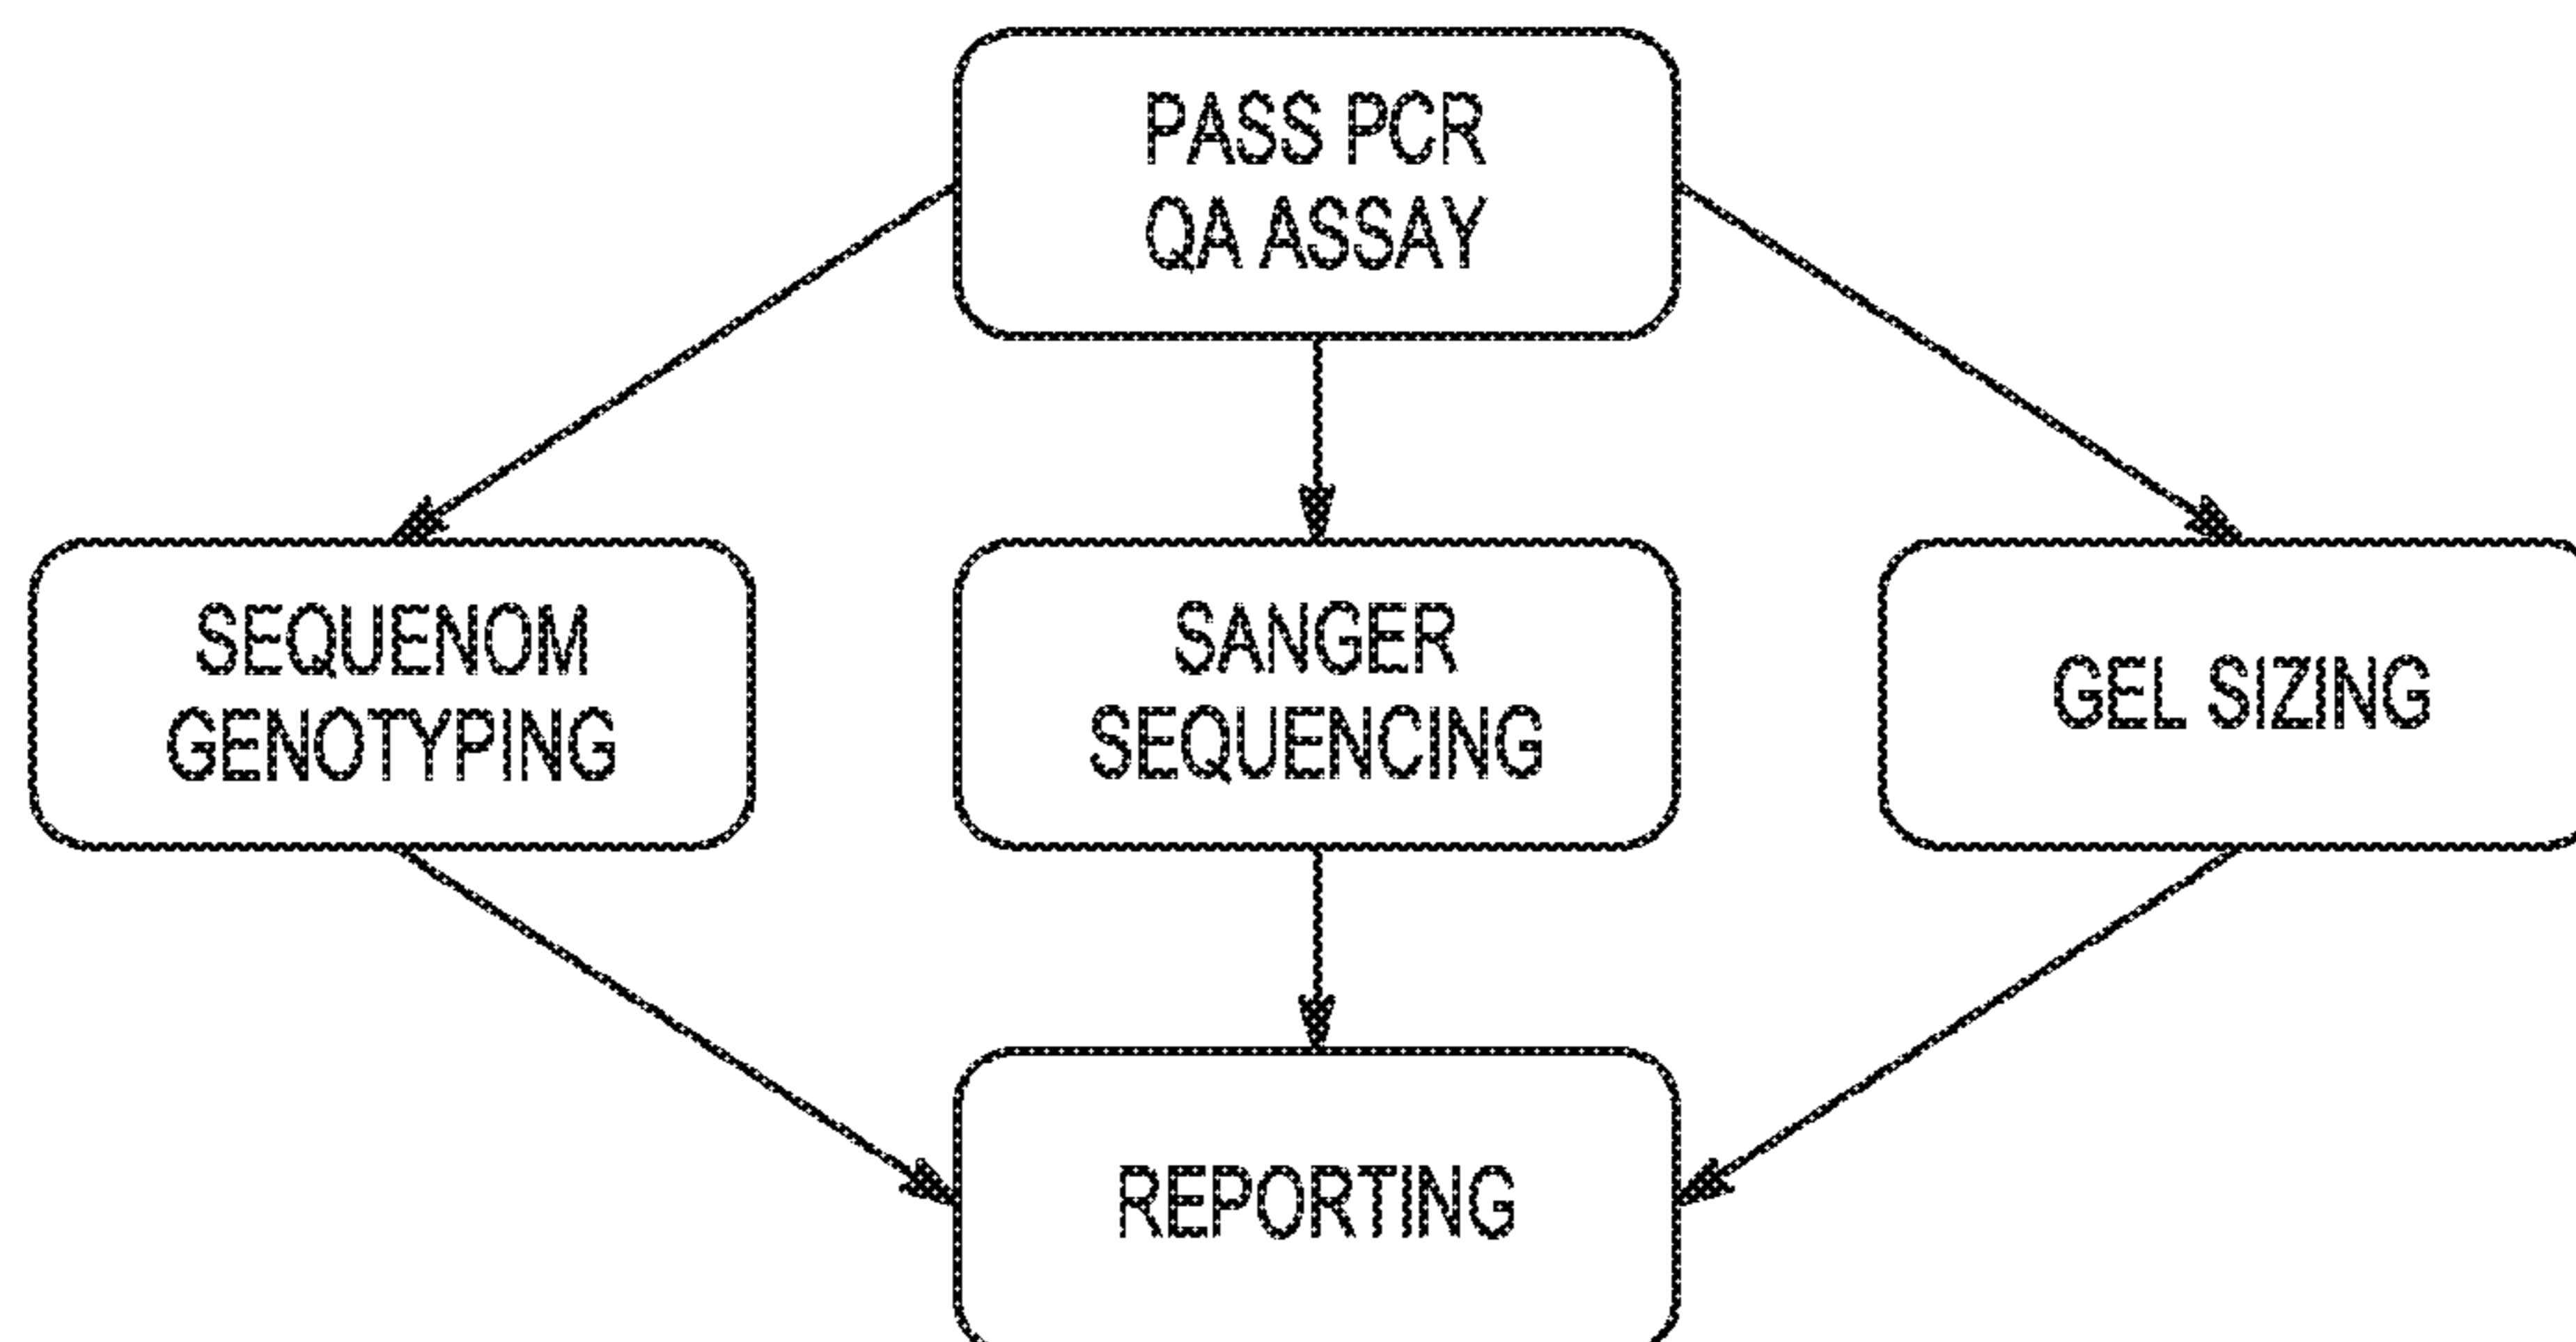 PASS PCR
QA ASSAY
SEQUENOM
GENOTYPING
SANGER
SEQUENCING
GEL SIZING
REPORTING